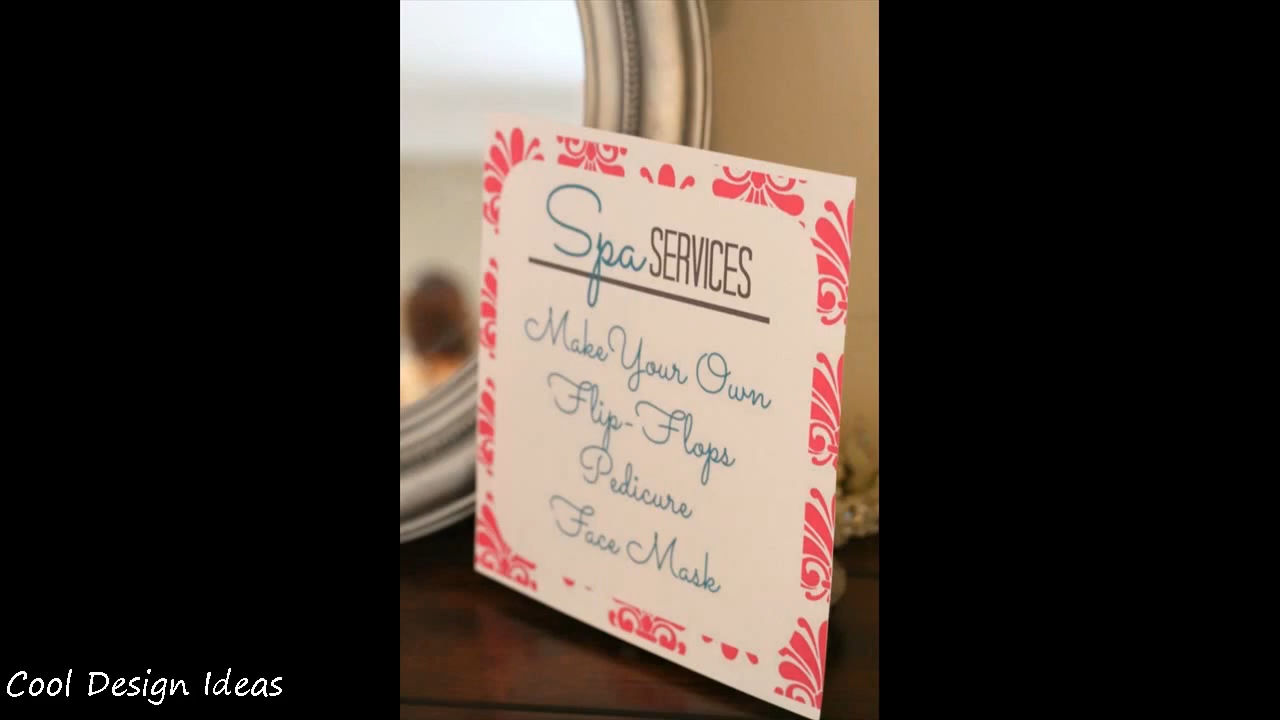 Spa SERVICES
Make Your Own
Flip-Flops
Pedicure
Face Mask
Cool Design Ideas